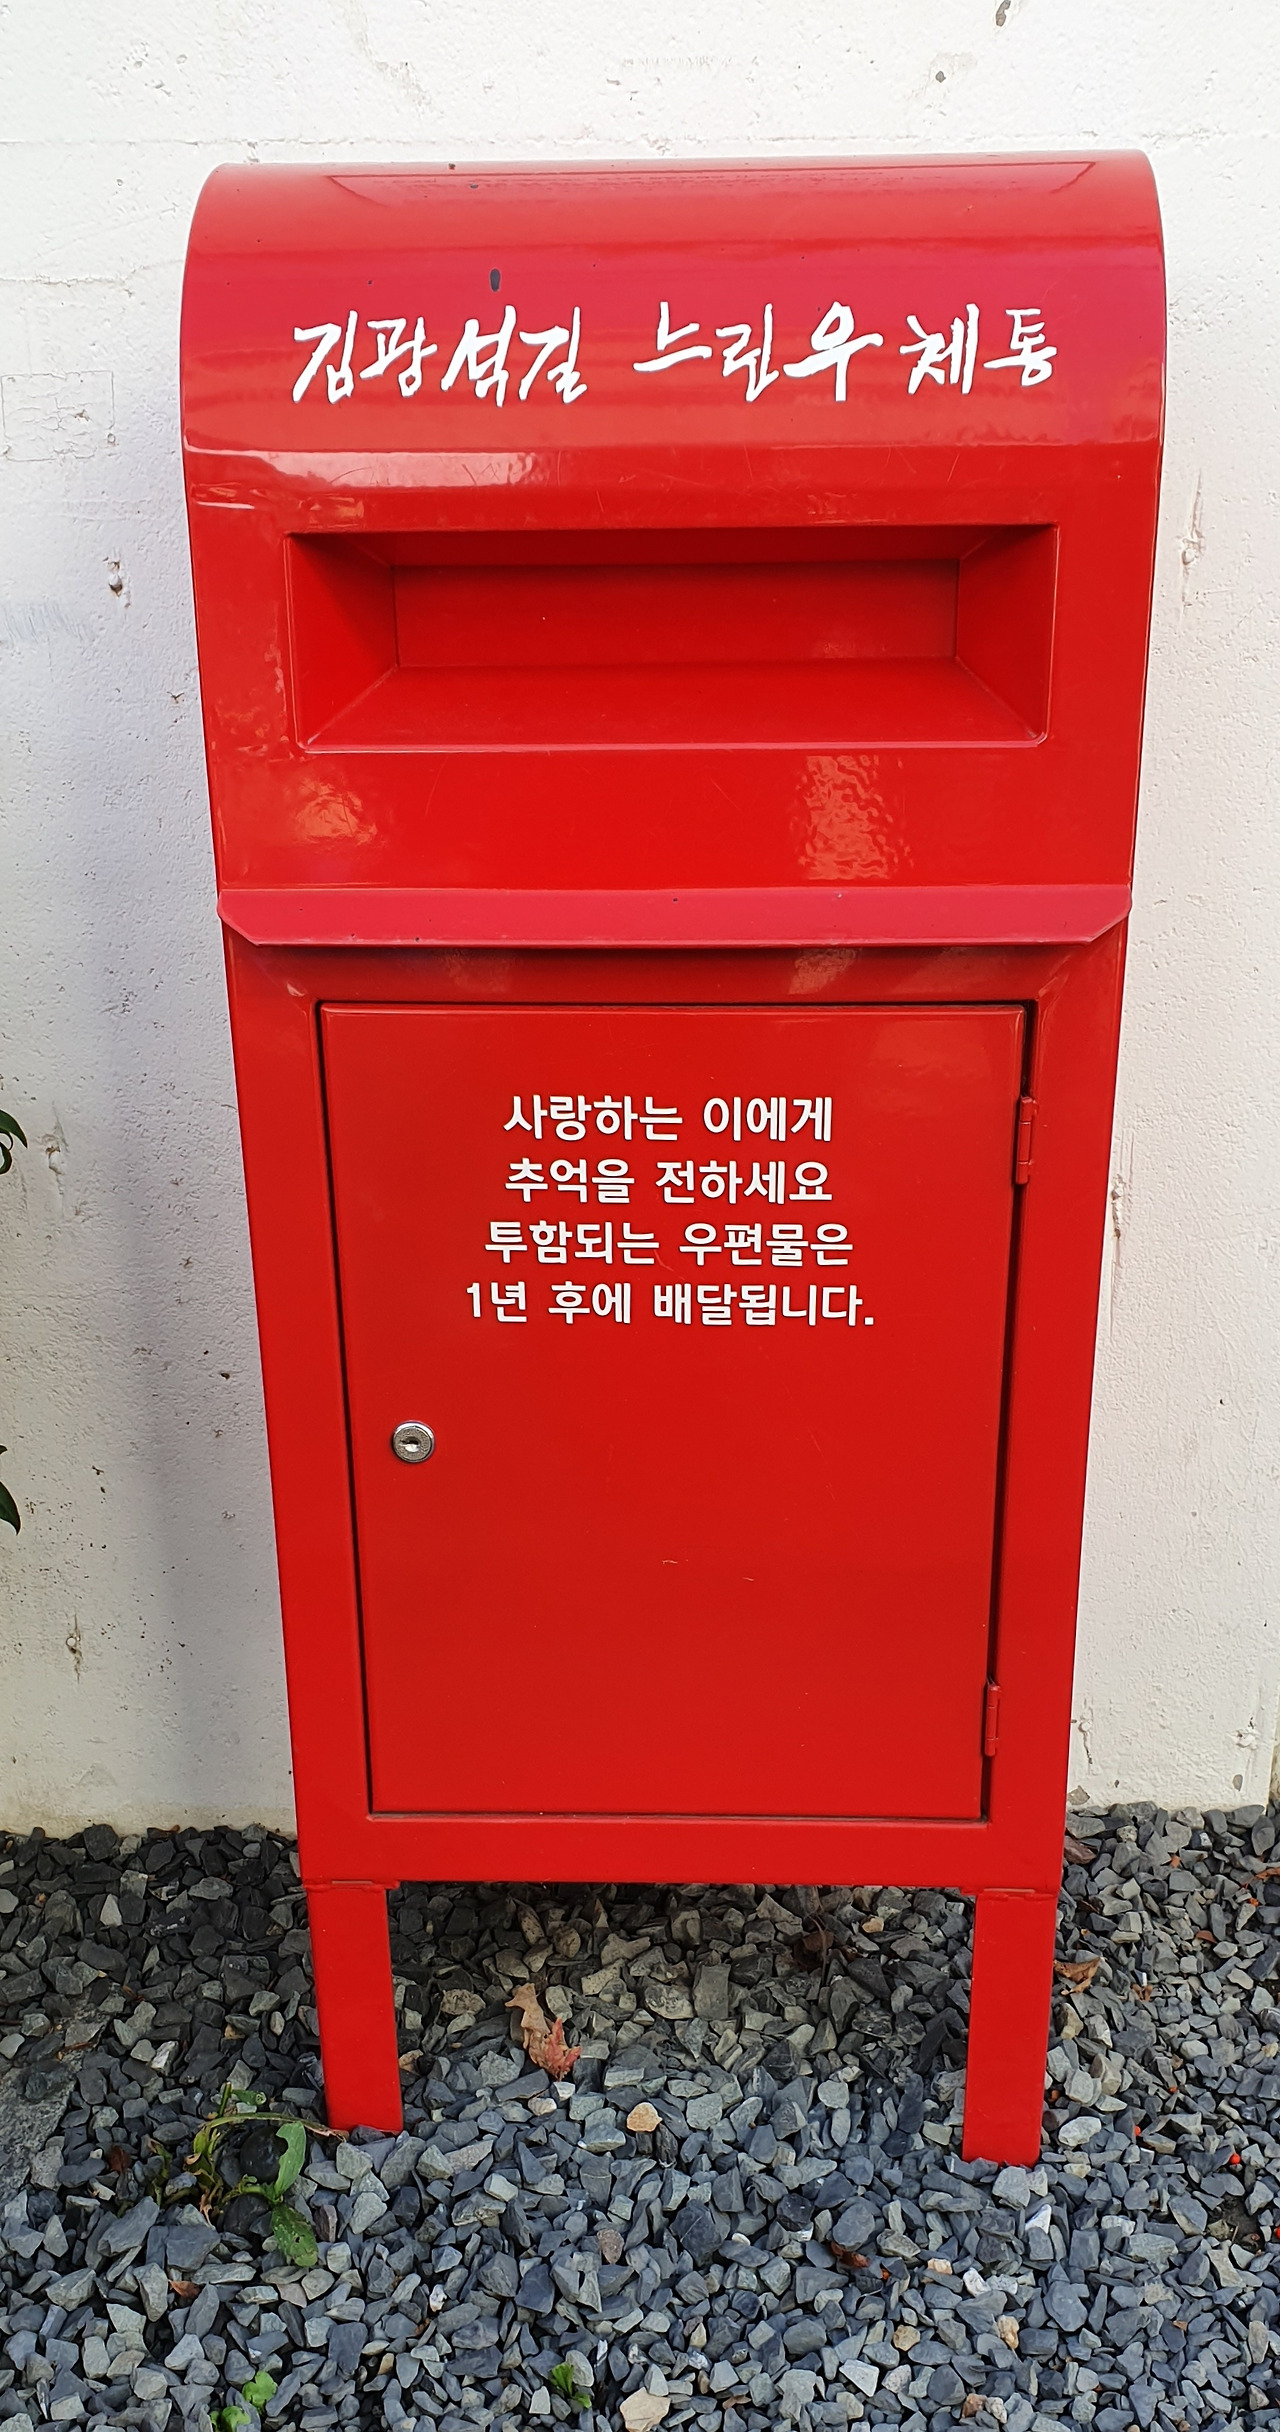 김광석길 느린우체통
사랑하는 이에게
추억을 전하세요
투함되는 우편물은
1년 후에 배달됩니다.